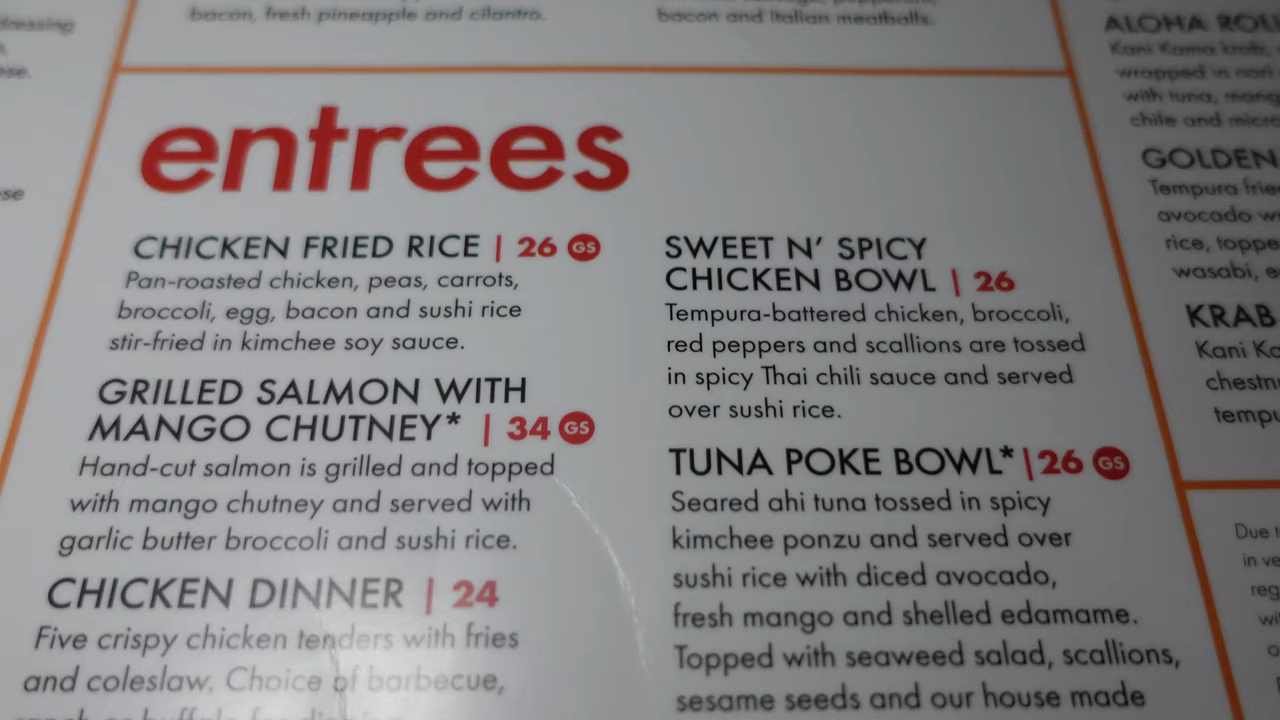 bacon, fresh pineapple and cilantro.
bacon and Italian meatballs.
entrees
CHICKEN FRIED RICE | 26 GS
Pan-roasted chicken, peas, carrots,
broccoli, egg, bacon and sushi rice
stir-fried in kimchee soy sauce.
GRILLED SALMON WITH
MANGO CHUTNEY* | 34 GS
Hand-cut salmon is grilled and topped
with mango chutney and served with
garlic butter broccoli and sushi rice.
CHICKEN DINNER | 24
Five crispy chicken tenders with fries
and coleslaw. Choice of barbecue,
SWEET N' SPICY
CHICKEN BOWL | 26
Tempura-battered chicken, broccoli,
red peppers and scallions are tossed
in spicy Thai chili sauce and served
over sushi rice.
TUNA POKE BOWL* | 26 GS
Seared ahi tuna tossed in spicy
kimchee ponzu and served over
sushi rice with diced avocado,
fresh mango and shelled edamame.
Topped with seaweed salad, scallions,
sesame seeds and our house made
ALOHA
Kani Kama krab,
wrapped in nori
with tuna,
chile and
GOLDEN
Tempura
avocado
rice,
wasabi,
KRAB
Kani
Due
in